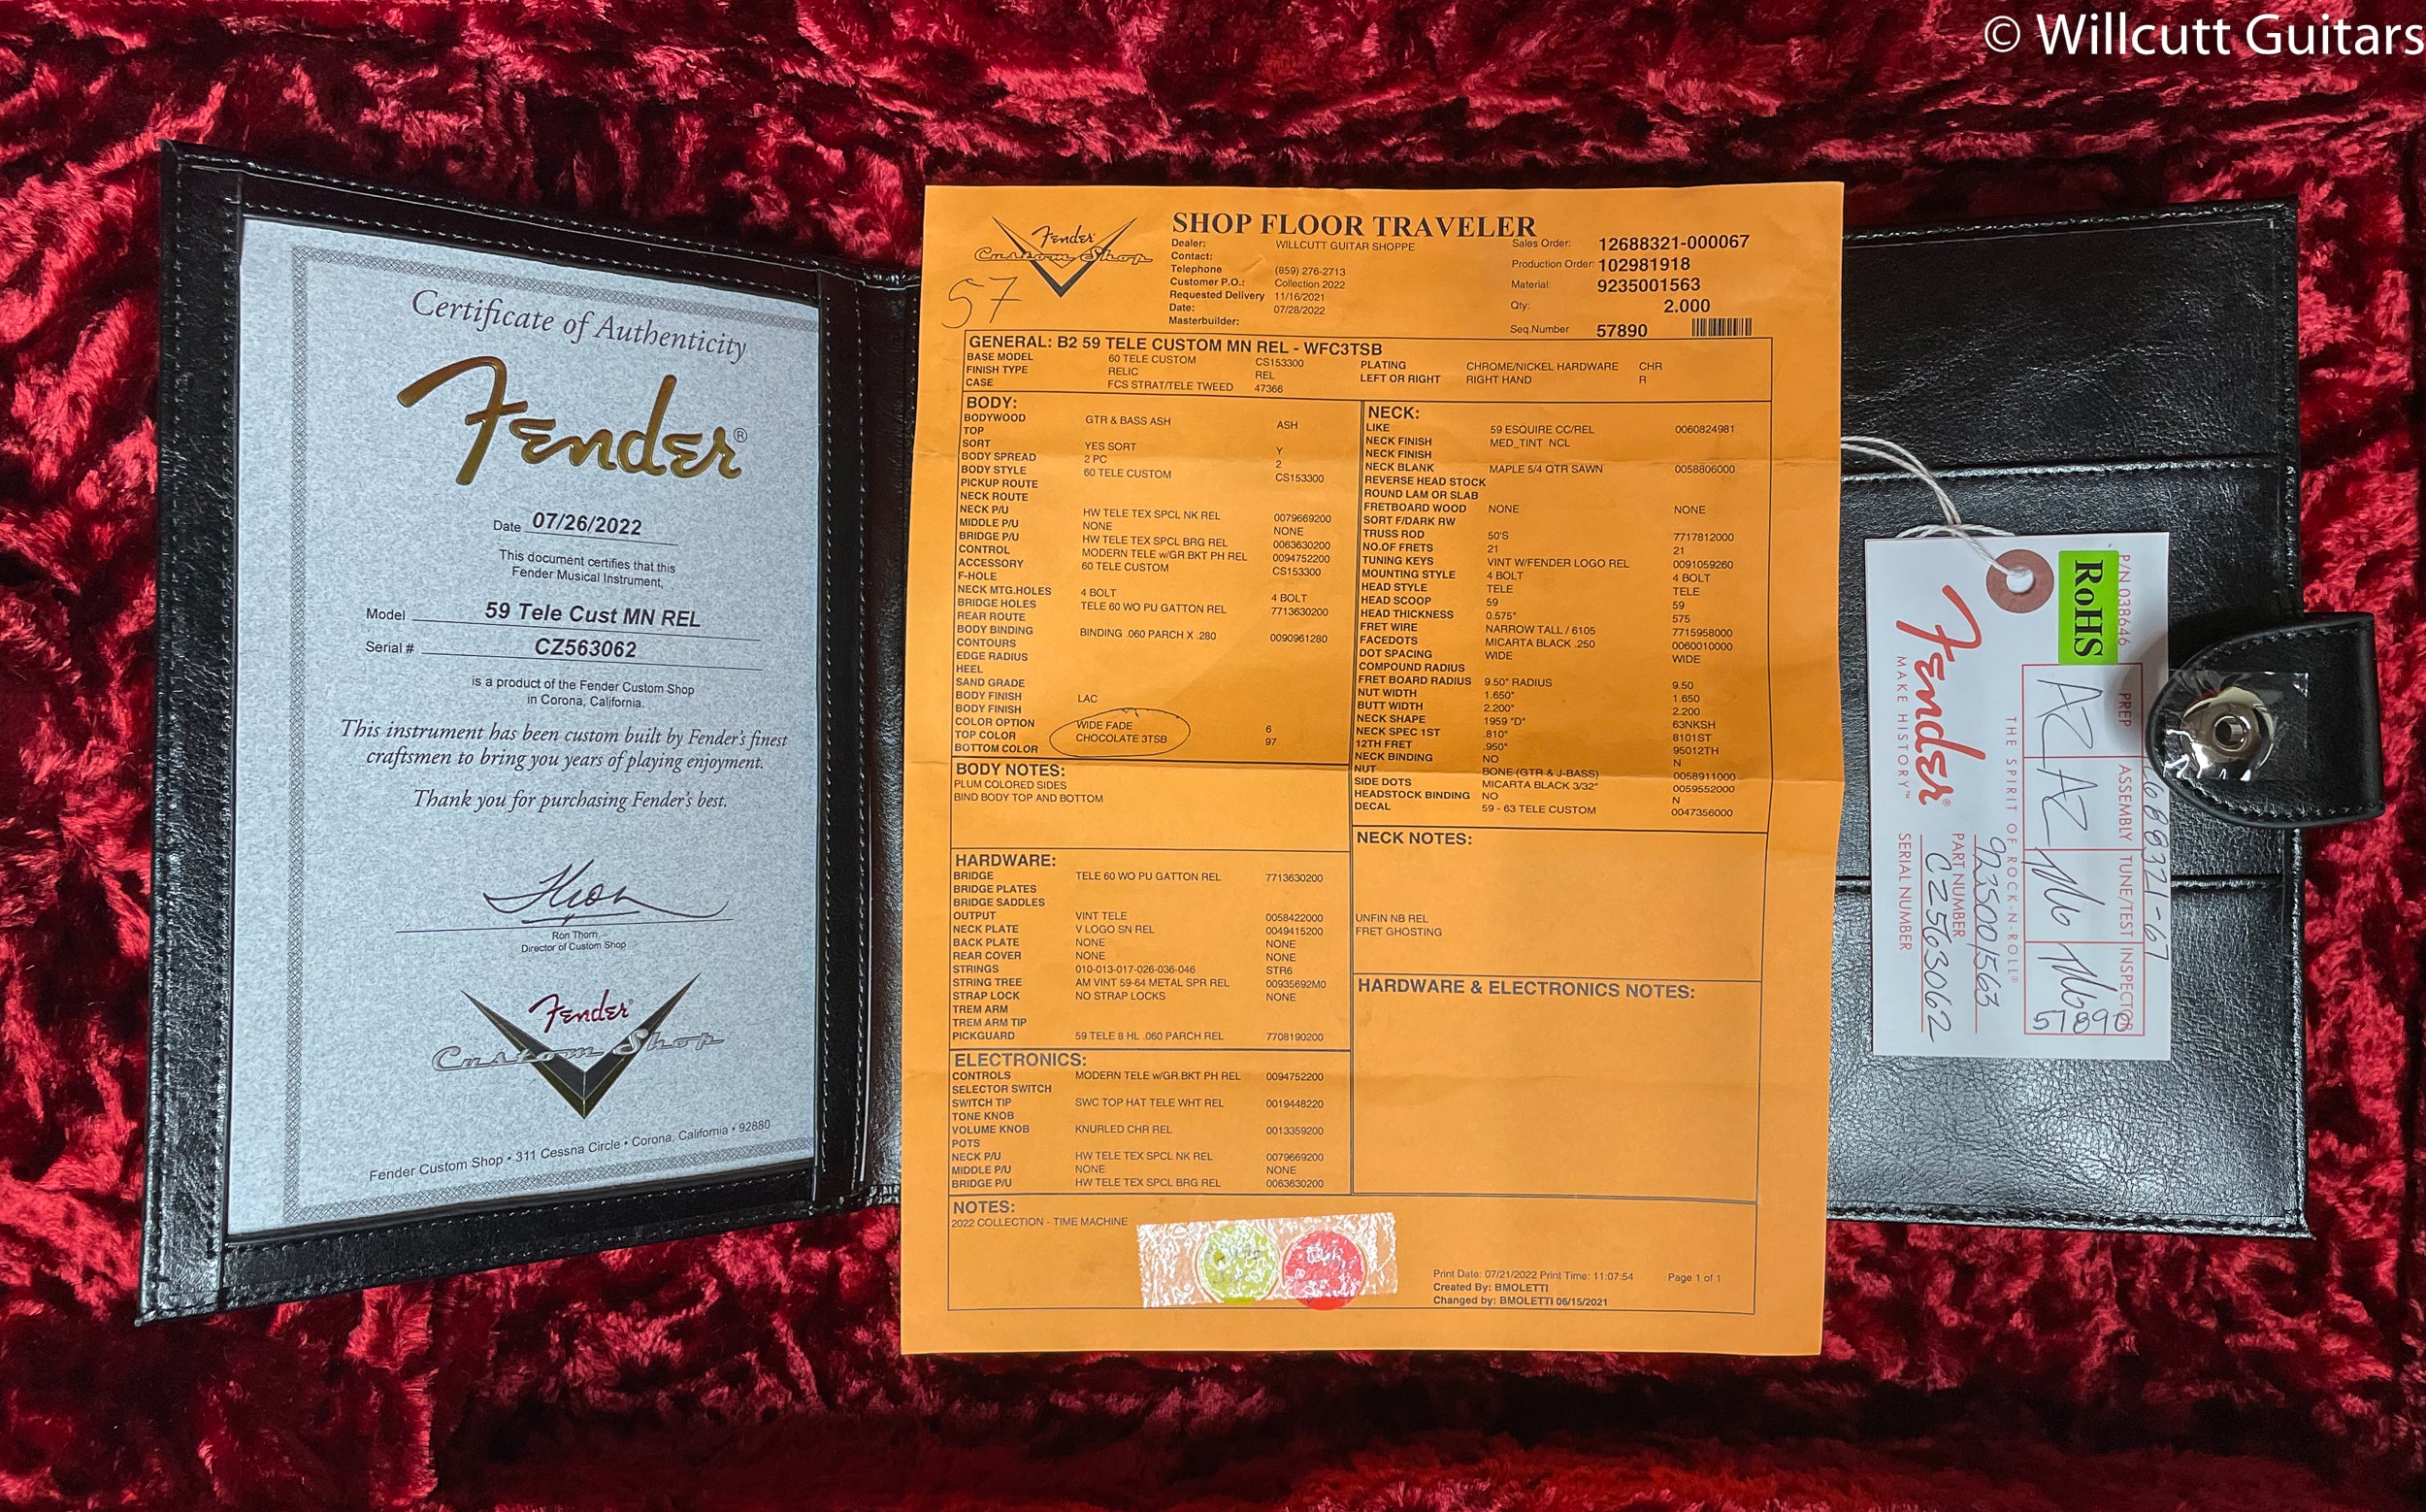 © Willcutt Guitars
Certificate of Authenticity
Fender®
Date 07/26/2022
This document certifies that this
Fender Musical Instrument,
Model 59 Tele Cust MN REL
Serial # CZ563062
is a product of the Fender Custom Shop
in Corona, California.
This instrument has been custom built by Fender's finest
craftsmen to bring you years of playing enjoyment.
Thank you for purchasing Fender's best.
Ron Thorn
Director of Custom Shop
Fender
Custom Shop
Fender Custom Shop • 311 Cessna Circle • Corona, California • 92880
Fender
Custom Shop
57
SHOP FLOOR TRAVELER
Dealer: WILLCUTT GUITAR SHOPPE
Contact:
Telephone (859) 276-2713
Customer P.O.: Collection 2022
Requested Delivery 11/16/2021
Date: 07/28/2022
Masterbuilder:
Sales Order: 12688321-000067
Production Order: 102981918
Material: 9235001563
Qty: 2.000
Seq.Number 57890
GENERAL: B2 59 TELE CUSTOM MN REL - WFC3TSB
BASE MODEL 60 TELE CUSTOM CS153300
FINISH TYPE RELIC REL
CASE FCS STRAT/TELE TWEED 47366
PLATING CHROME/NICKEL HARDWARE CHR
LEFT OR RIGHT RIGHT HAND R
BODY:
BODYWOOD GTR & BASS ASH ASH
TOP
SORT YES SORT Y
BODY SPREAD 2 PC 2
BODY STYLE 60 TELE CUSTOM CS153300
PICKUP ROUTE
NECK ROUTE
NECK P/U HW TELE TEX SPCL NK REL 0079669200
MIDDLE P/U NONE NONE
BRIDGE P/U HW TELE TEX SPCL BRG REL 0063630200
CONTROL MODERN TELE w/GR.BKT PH REL 0094752200
ACCESSORY 60 TELE CUSTOM CS153300
F-HOLE
NECK MTG.HOLES 4 BOLT 4 BOLT
BRIDGE HOLES TELE 60 WO PU GATTON REL 7713630200
REAR ROUTE
BODY BINDING BINDING .060 PARCH X .280 0090961280
CONTOURS
EDGE RADIUS
HEEL
SAND GRADE
BODY FINISH LAC
BODY FINISH
COLOR OPTION WIDE FADE 6
TOP COLOR CHOCOLATE 3TSB 97
BOTTOM COLOR
BODY NOTES:
PLUM COLORED SIDES
BIND BODY TOP AND BOTTOM
HARDWARE:
BRIDGE TELE 60 WO PU GATTON REL 7713630200
BRIDGE PLATES
BRIDGE SADDLES
OUTPUT VINT TELE 0058422000
NECK PLATE V LOGO SN REL 0049415200
BACK PLATE NONE NONE
REAR COVER NONE NONE
STRINGS 010-013-017-026-036-046 STR6
STRING TREE AM VINT 59-64 METAL SPR REL 00935692M0
STRAP LOCK NO STRAP LOCKS NONE
TREM ARM
TREM ARM TIP
PICKGUARD 59 TELE 8 HL .060 PARCH REL 7708190200
ELECTRONICS:
CONTROLS MODERN TELE w/GR.BKT PH REL 0094752200
SELECTOR SWITCH
SWITCH TIP SWC TOP HAT TELE WHT REL 0019448220
TONE KNOB
VOLUME KNOB KNURLED CHR REL 0013359200
POTS
NECK P/U HW TELE TEX SPCL NK REL 0079669200
MIDDLE P/U NONE NONE
BRIDGE P/U HW TELE TEX SPCL BRG REL 0063630200
NECK:
LIKE 59 ESQUIRE CC/REL 0060824981
NECK FINISH MED_TINT NCL
NECK FINISH
NECK BLANK MAPLE 5/4 QTR SAWN 0058806000
REVERSE HEAD STOCK
ROUND LAM OR SLAB
FRETBOARD WOOD NONE NONE
SORT F/DARK RW
TRUSS ROD 50'S 7717812000
NO.OF FRETS 21 21
TUNING KEYS VINT W/FENDER LOGO REL 0091059260
MOUNTING STYLE 4 BOLT 4 BOLT
HEAD STYLE TELE TELE
HEAD SCOOP 59 59
HEAD THICKNESS 0.575" 575
FRET WIRE NARROW TALL / 6105 7715958000
FACEDOTS MICARTA BLACK .250 0060010000
DOT SPACING WIDE WIDE
COMPOUND RADIUS
FRET BOARD RADIUS 9.50" RADIUS 9.50
NUT WIDTH 1.650" 1.650
BUTT WIDTH 2.200" 2.200
NECK SHAPE 1959 "D" 63NKSH
NECK SPEC 1ST .810" 8101ST
12TH FRET .950" 95012TH
NECK BINDING NO N
NUT BONE (GTR & J-BASS) 0058911000
SIDE DOTS MICARTA BLACK 3/32" 0059552000
HEADSTOCK BINDING NO N
DECAL 59 - 63 TELE CUSTOM 0047356000
NECK NOTES:
UNFIN NB REL
FRET GHOSTING
HARDWARE & ELECTRONICS NOTES:
NOTES:
2022 COLLECTION - TIME MACHINE
Print Date: 07/21/2022 Print Time: 11:07:54 Page 1 of 1
Created By: BMOLETTI
Changed by: BMOLETTI 06/15/2021
P/N 038646
RoHS
Fender®
MAKE HISTORY™
THE SPIRIT OF ROCK-N-ROLL®
PREP ASSEMBLY TUNE/TEST INSPECTOR
AZ AZ
57890
9235001563
PART NUMBER
CZ563062
SERIAL NUMBER